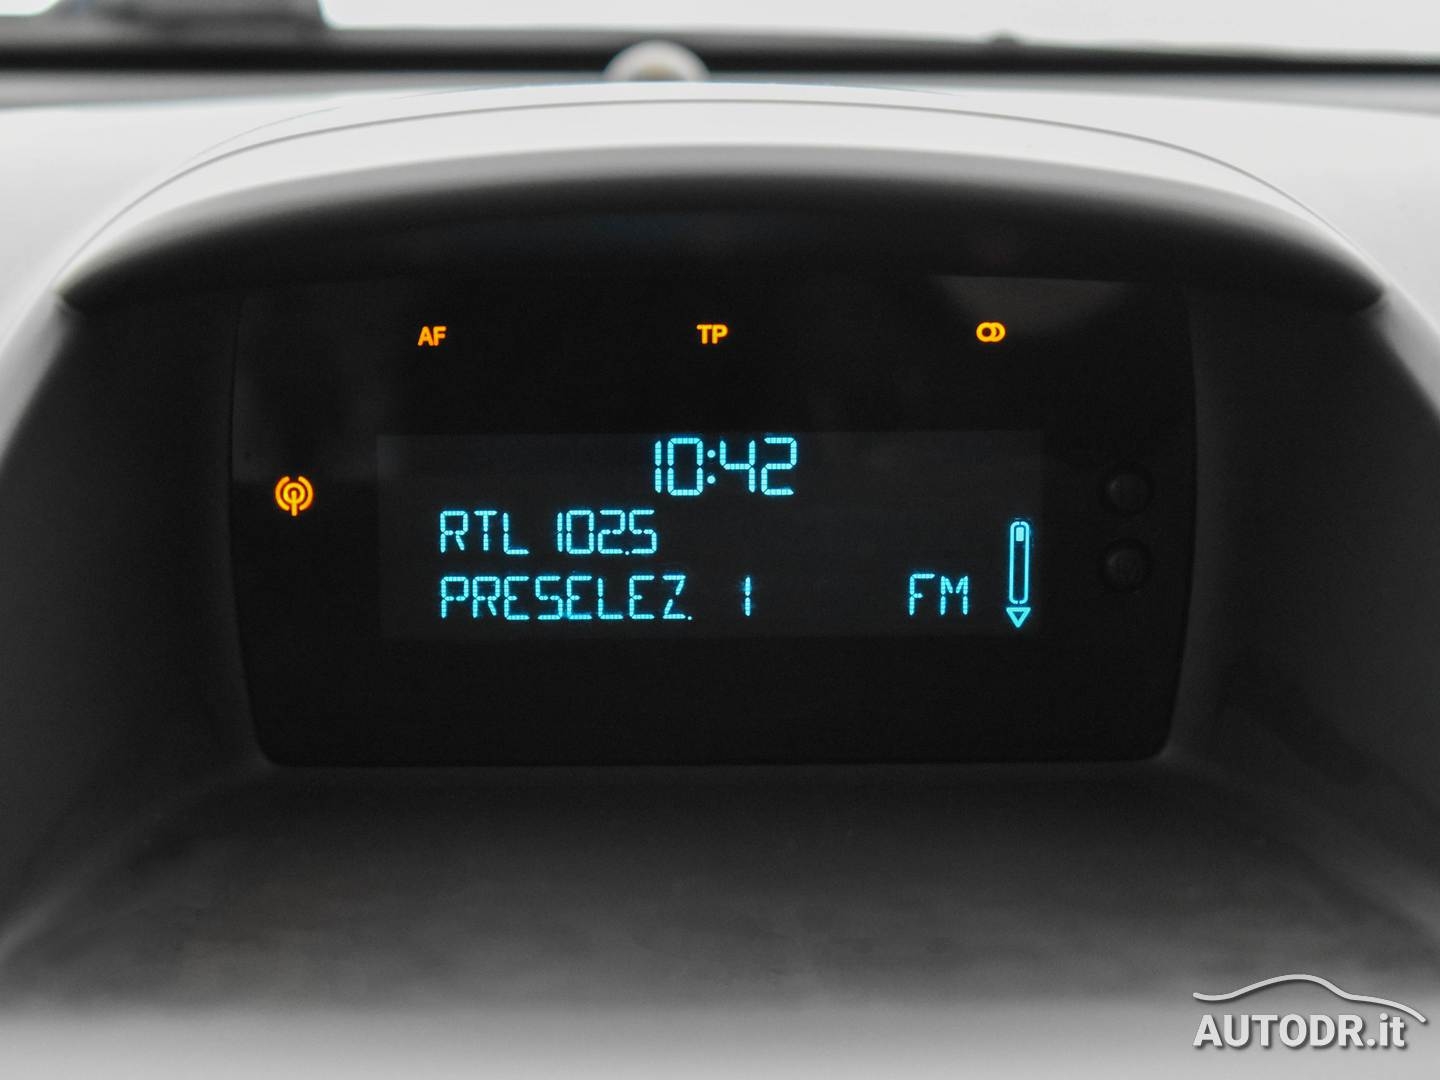 AF TP
10:42
RTL 102.5
PRESELEZ. 1 FM
AUTODR.it